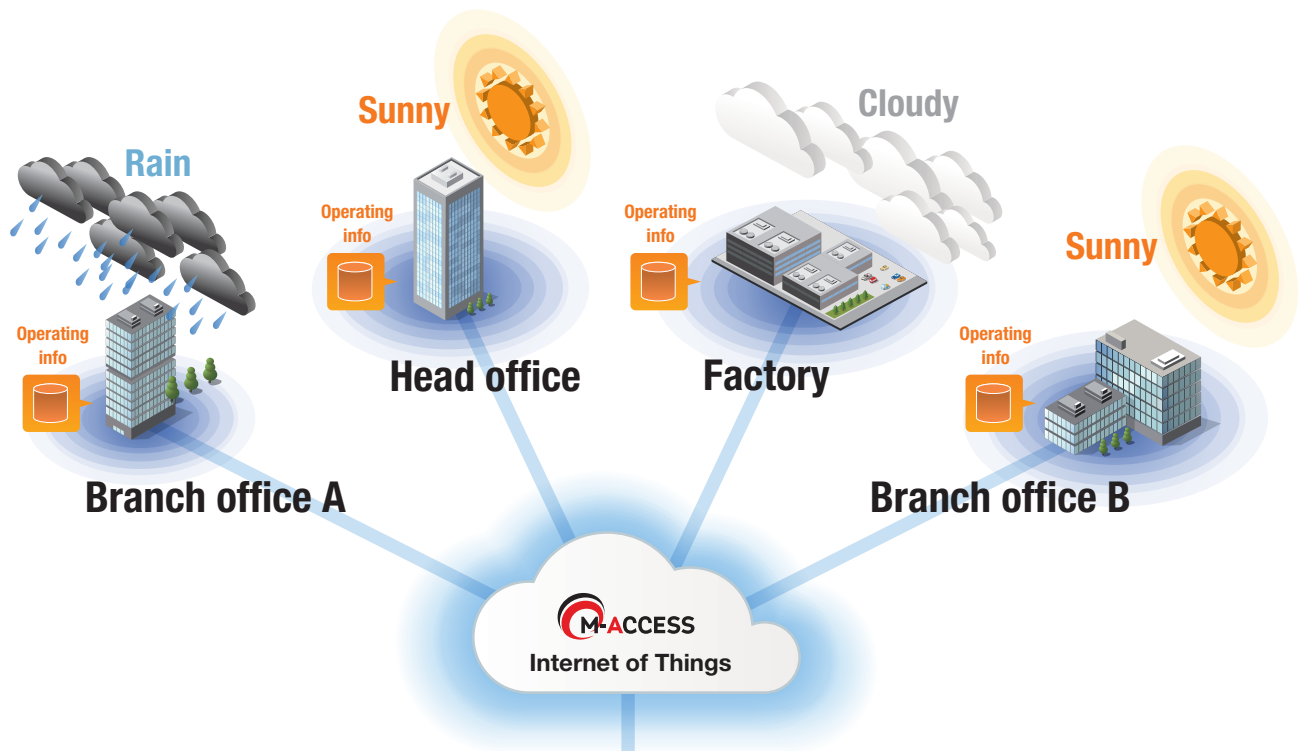 Sunny
Cloudy
Rain
Operating
info
Operating
info
Sunny
Operating
info
Operating
info
Head office
Factory
Branch office A
Branch office B
M-ACCESS
Internet of Things